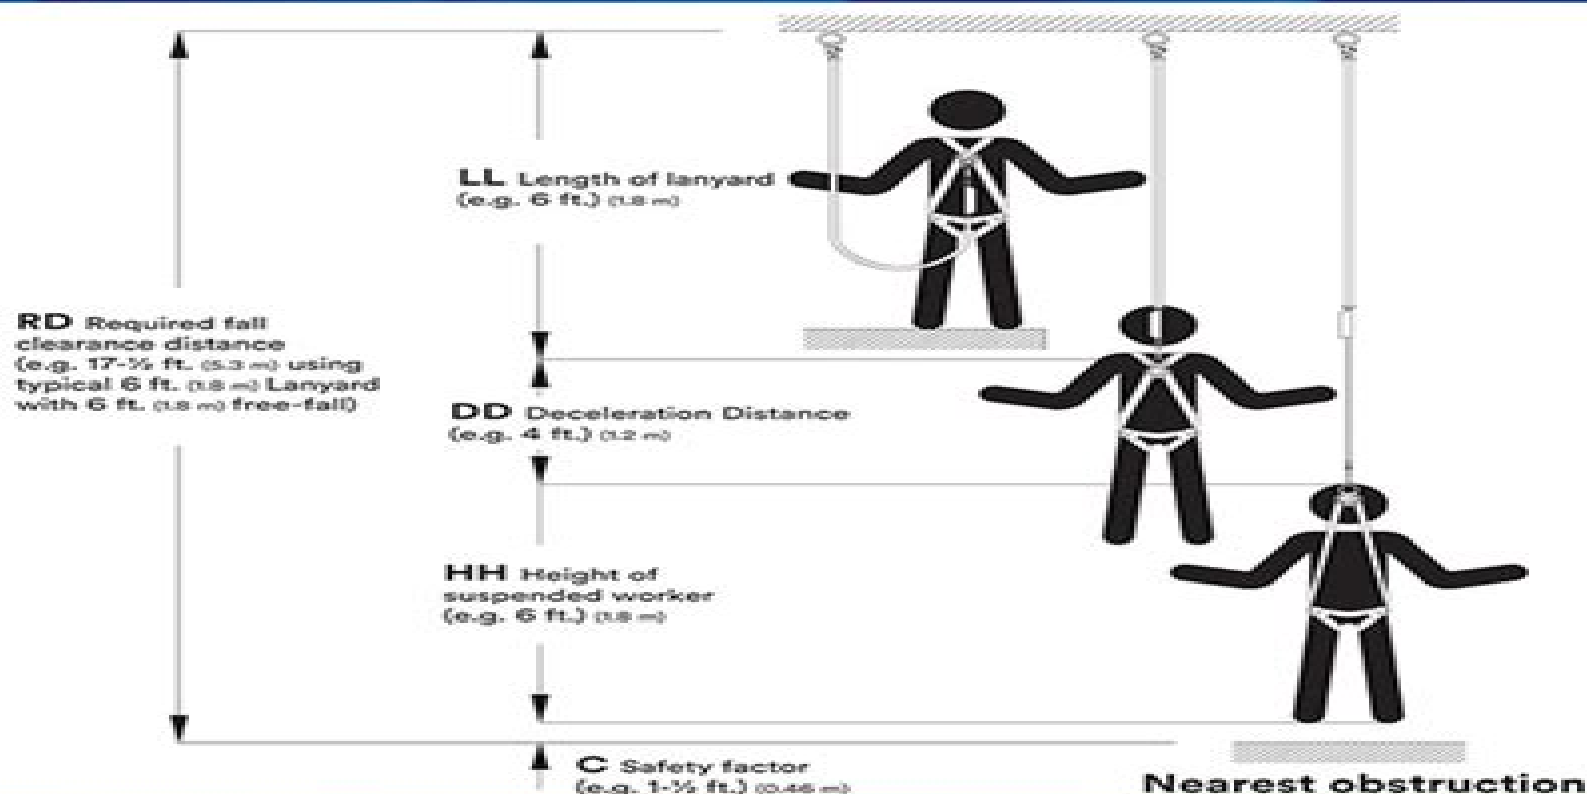 LL Length of lanyard
(e.g. 6 ft.) (1.8 m)
RD Required fall
clearance distance
(e.g. 17-½ ft. (5.3 m) using
typical 6 ft. (1.8 m) Lanyard
with 6 ft. (1.8 m) free-fall)
DD Deceleration Distance
(e.g. 4 ft.) (1.2 m)
HH Height of
suspended worker
(e.g. 6 ft.) (1.8 m)
C Safety factor
(e.g. 1-½ ft.) (0.46 m)
Nearest obstruction